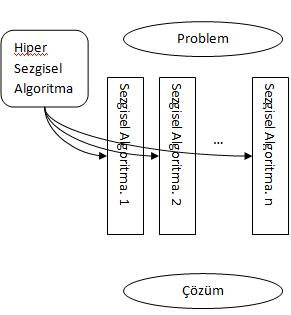 Hiper
Sezgisel
Algoritma
Problem
Sezgisel Algoritma. 1
Sezgisel Algoritma. 2
...
Sezgisel Algoritma. n
Çözüm